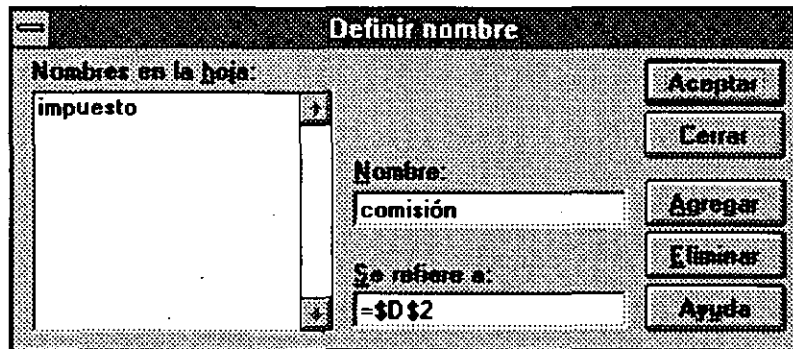 Definir nombre
Nombres en la hoja:
impuesto
Nombre:
comisión
Se refiere a:
=$D$2
Aceptar
Cerrar
Agregar
Eliminar
Ayuda